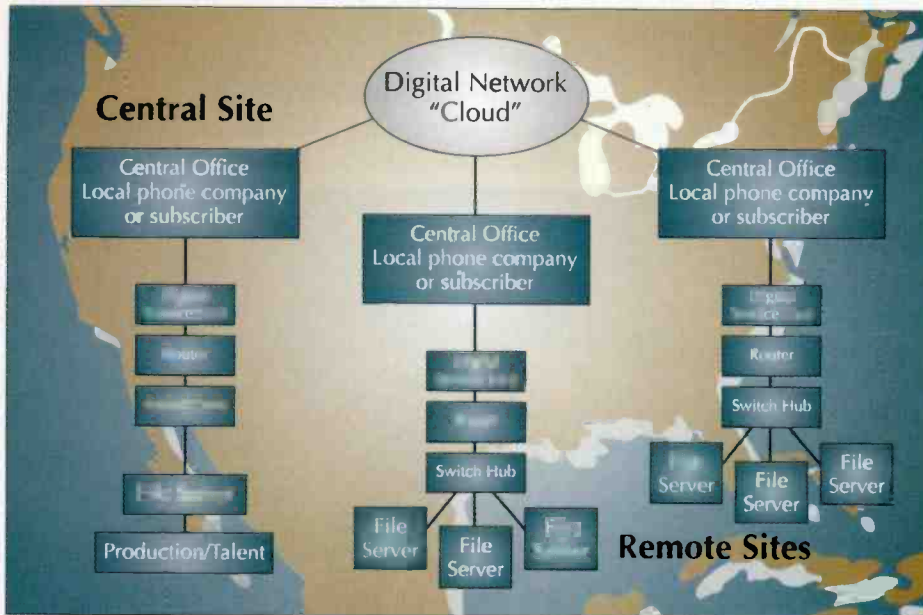 Digital Network
"Cloud"
Central Site
Central Office
Local phone company
or subscriber
Central Office
Local phone company
or subscriber
Central Office
Local phone company
or subscriber
Router
Router
Switch Hub
Switch Hub
File
Server
File
Server
Server
File
Server
File
Server
Production/Talent
Remote Sites